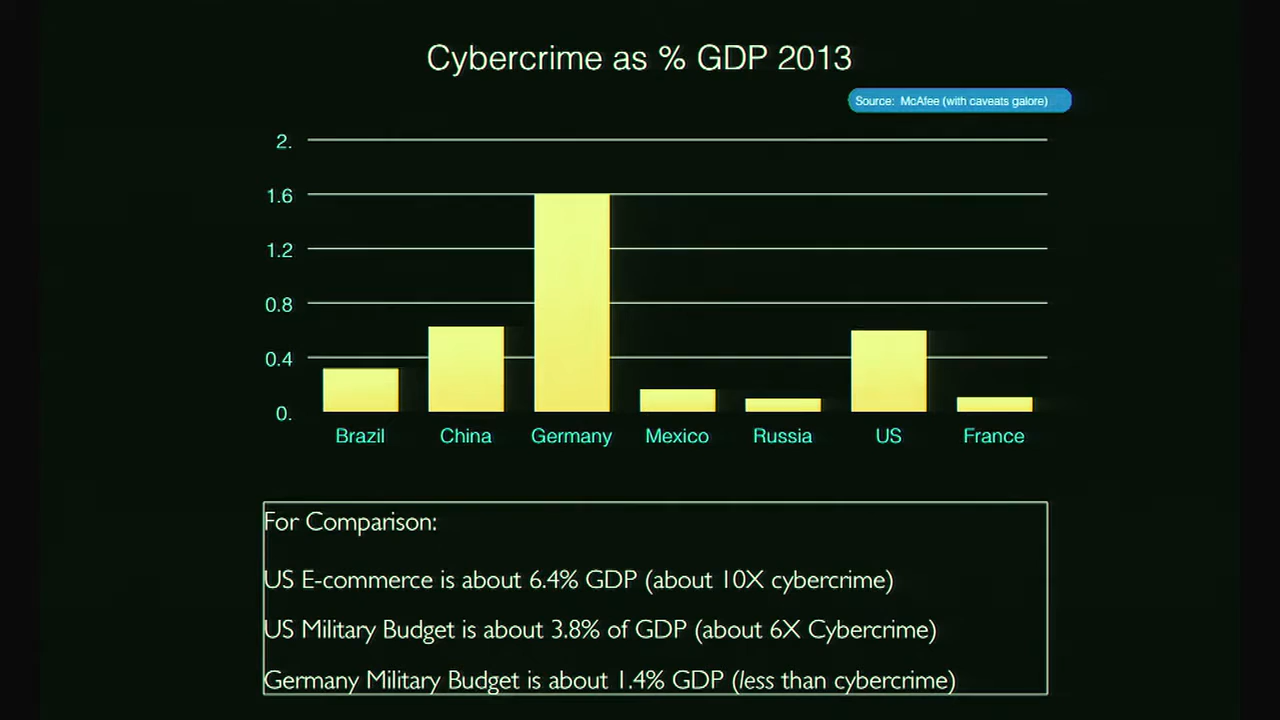 Cybercrime as % GDP 2013
Source: McAfee (with caveats galore)
2.
1.6
1.2
0.8
0.4
0.
Brazil China Germany Mexico Russia US France
For Comparison:
US E-commerce is about 6.4% GDP (about 10X cybercrime)
US Military Budget is about 3.8% of GDP (about 6X Cybercrime)
Germany Military Budget is about 1.4% GDP (less than cybercrime)